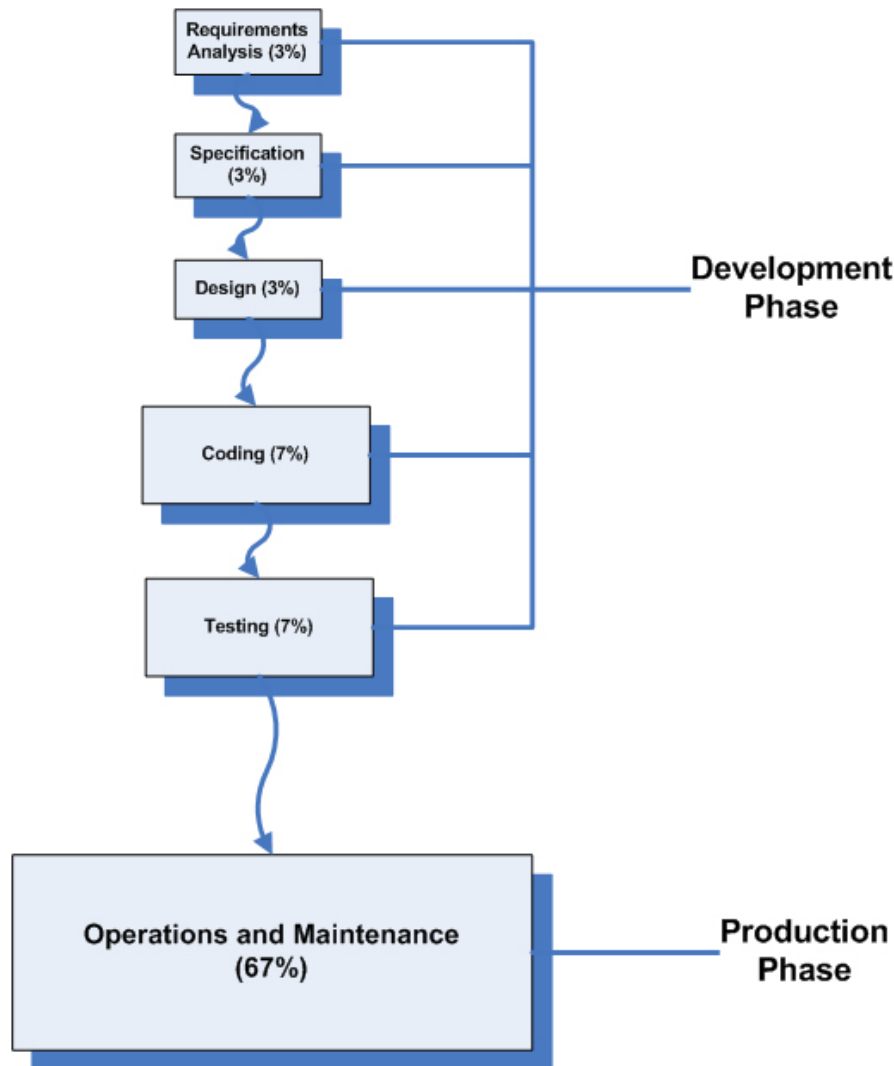 Requirements
Analysis (3%)
Specification
(3%)
Design (3%)
Development
Phase
Coding (7%)
Testing (7%)
Operations and Maintenance
(67%)
Production
Phase